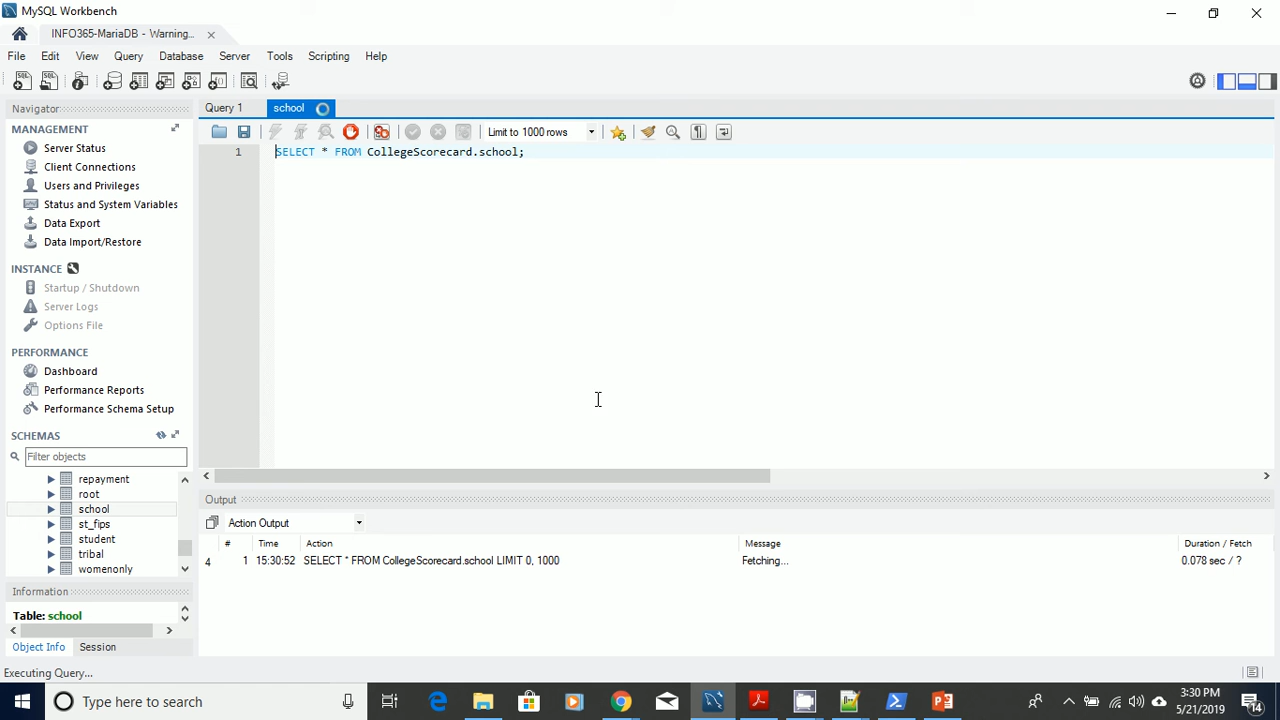 MySQL Workbench
INFO365-MariaDB - Warning...
File Edit View Query Database Server Tools Scripting Help
Navigator
MANAGEMENT
Server Status
Client Connections
Users and Privileges
Status and System Variables
Data Export
Data Import/Restore
INSTANCE
Startup / Shutdown
Server Logs
Options File
PERFORMANCE
Dashboard
Performance Reports
Performance Schema Setup
SCHEMAS
Filter objects
repayment
root
school
st_fips
student
tribal
womenonly
Information
Table: school
Object Info Session
Query 1 school
Limit to 1000 rows
1 SELECT * FROM CollegeScorecard.school;
Output
Action Output
# Time Action Message Duration / Fetch
4 1 15:30:52 SELECT * FROM CollegeScorecard.school LIMIT 0, 1000 Fetching... 0.078 sec / ?
Executing Query...
Type here to search
3:30 PM
5/21/2019
14